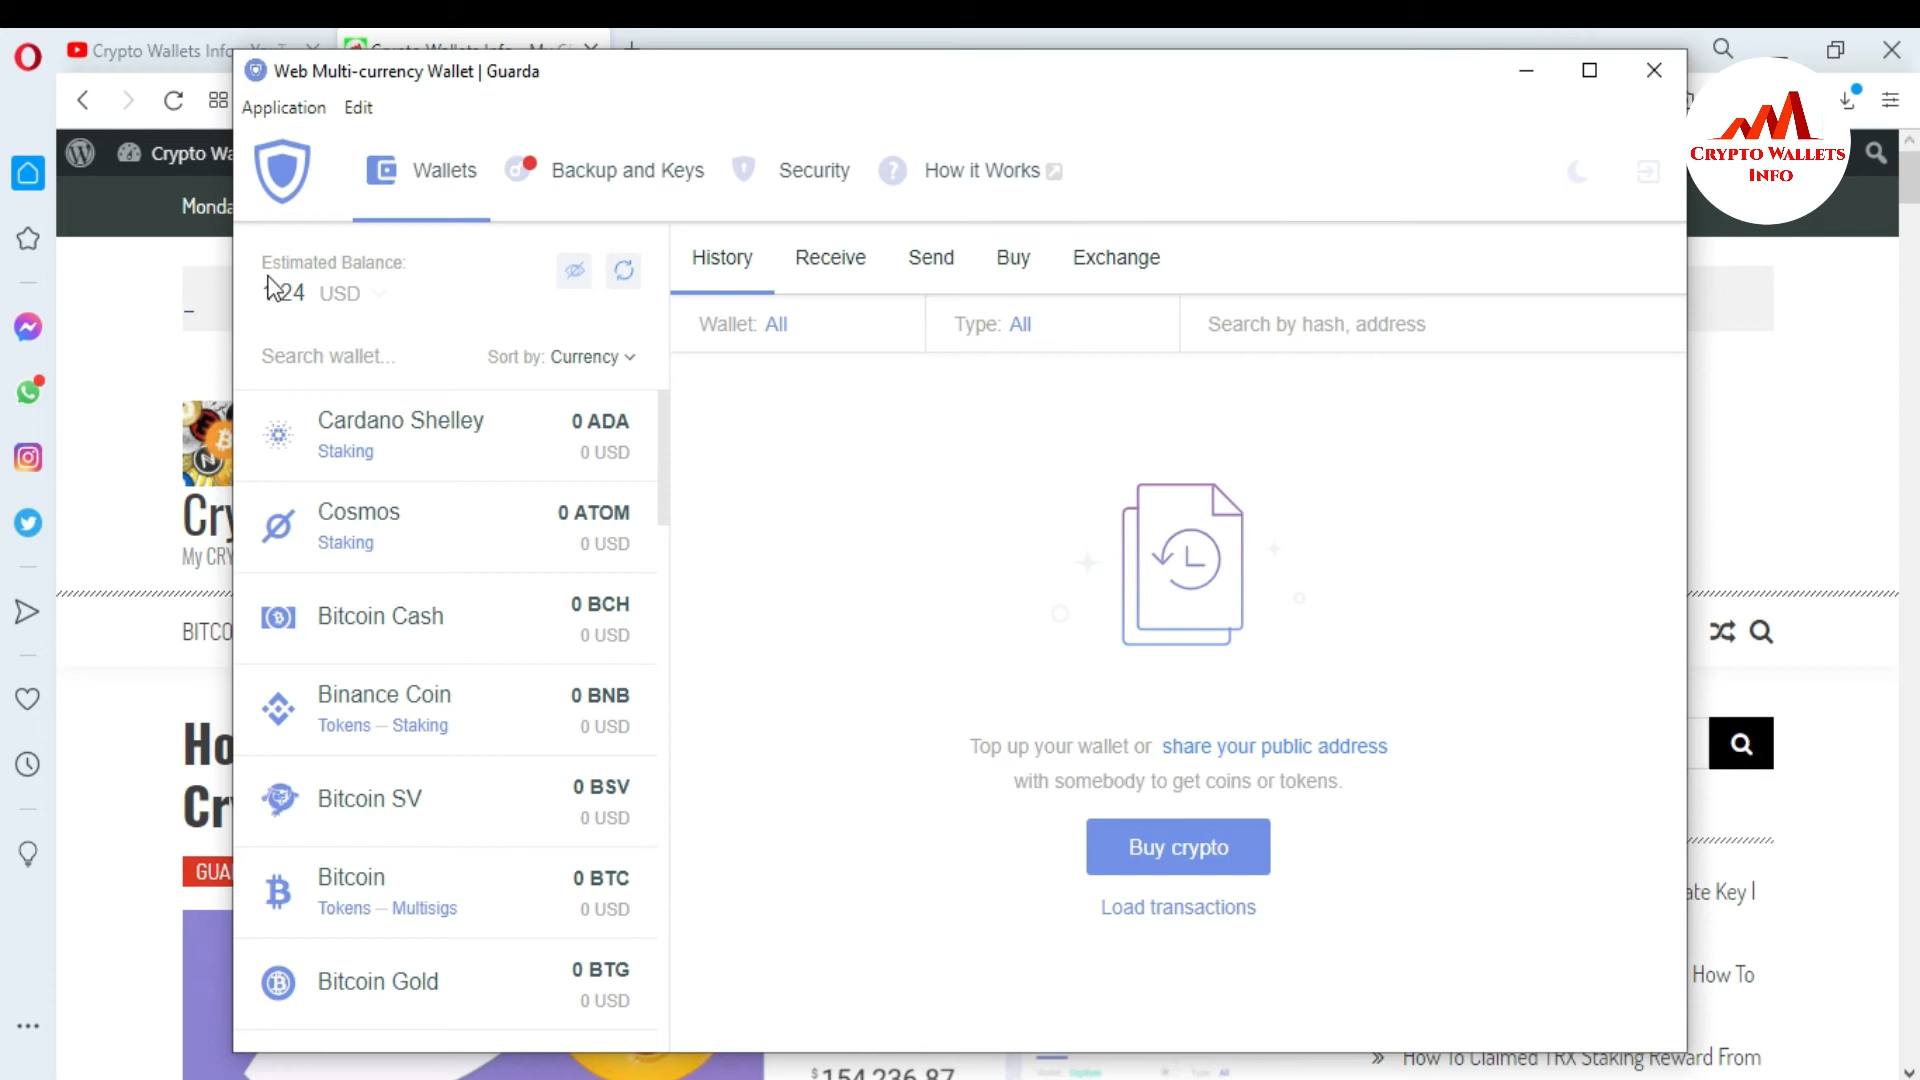 Crypto Wallets Info
Web Multi-currency Wallet | Guarda
Application Edit
Crypto Wa
CRYPTO WALLETS
INFO
Wallets
Backup and Keys
Security
How it Works
Monda
Estimated Balance:
24 USD
History Receive Send Buy Exchange
Wallet: All
Type: All
Search by hash, address
Search wallet...
Sort by: Currency
Cardano Shelley 0 ADA
Staking 0 USD
Cosmos 0 ATOM
Staking 0 USD
Bitcoin Cash 0 BCH
0 USD
Binance Coin 0 BNB
Tokens – Staking 0 USD
Bitcoin SV 0 BSV
0 USD
Bitcoin 0 BTC
Tokens – Multisigs 0 USD
Bitcoin Gold 0 BTG
0 USD
Top up your wallet or share your public address
with somebody to get coins or tokens.
Buy crypto
Load transactions
Cry
My CRY
BITCO
Ho
Cr
GUA
ate Key |
How To
» How To Claimed TRX Staking Reward From
$154,236.87